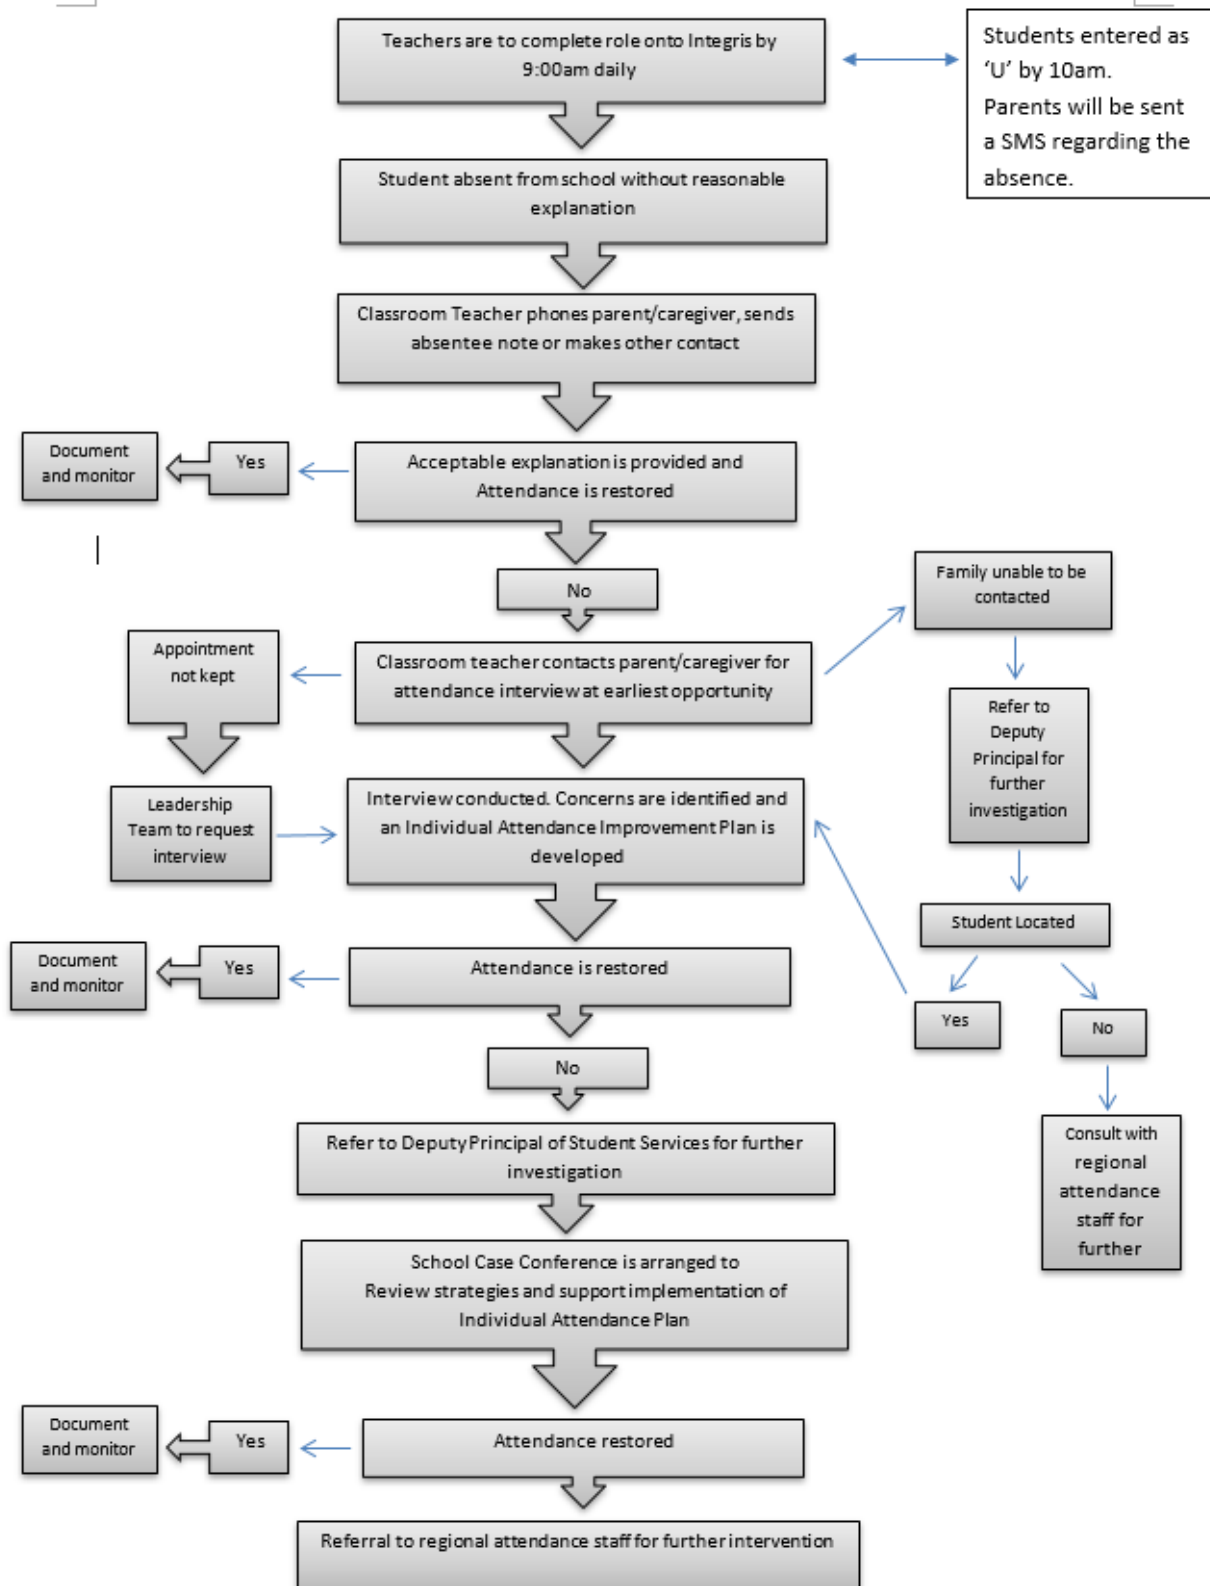 Teachers are to complete role onto Integris by
9:00am daily
Students entered as
‘U’ by 10am.
Parents will be sent
a SMS regarding the
absence.
Student absent from school without reasonable
explanation
Classroom Teacher phones parent/caregiver, sends
absentee note or makes other contact
Acceptable explanation is provided and
Attendance is restored
Yes
Document
and monitor
No
Classroom teacher contacts parent/caregiver for
attendance interview at earliest opportunity
Appointment
not kept
Leadership
Team to request
interview
Family unable to be
contacted
Refer to
Deputy
Principal for
further
investigation
Student Located
Yes
No
Consult with
regional
attendance
staff for
further
Interview conducted. Concerns are identified and
an Individual Attendance Improvement Plan is
developed
Attendance is restored
Yes
Document
and monitor
No
Refer to Deputy Principal of Student Services for further
investigation
School Case Conference is arranged to
Review strategies and support implementation of
Individual Attendance Plan
Attendance restored
Yes
Document
and monitor
Referral to regional attendance staff for further intervention